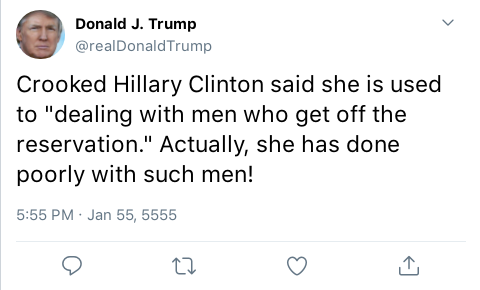 Donald J. Trump
@realDonaldTrump
Crooked Hillary Clinton said she is used
to "dealing with men who get off the
reservation." Actually, she has done
poorly with such men!
5:55 PM · Jan 55, 5555